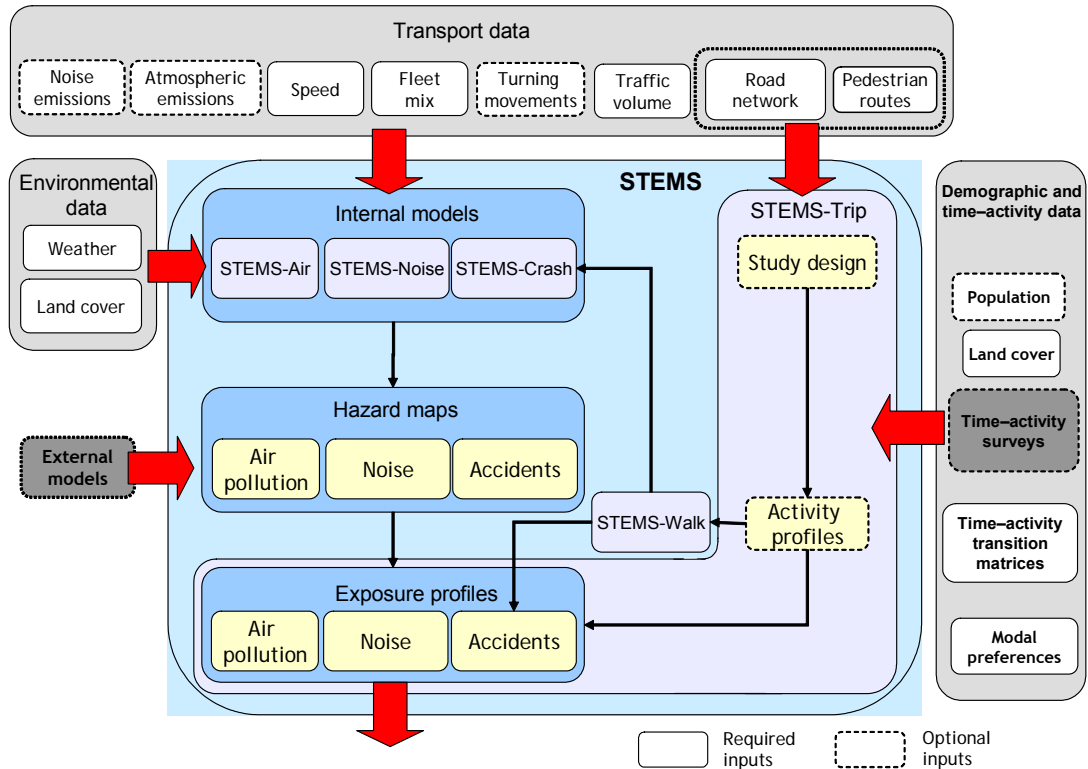 Transport data
Noise
emissions
Atmospheric
emissions
Speed
Fleet
mix
Turning
movements
Traffic
volume
Road
network
Pedestrian
routes
Environmental
data
Weather
Land cover
External
models
STEMS
Internal models
STEMS-Air
STEMS-Noise
STEMS-Crash
Hazard maps
Air
pollution
Noise
Accidents
STEMS-Walk
Exposure profiles
Air
pollution
Noise
Accidents
STEMS-Trip
Study design
Activity
profiles
Demographic and
time–activity data
Population
Land cover
Time–activity
surveys
Time–activity
transition
matrices
Modal
preferences
Required
inputs
Optional
inputs